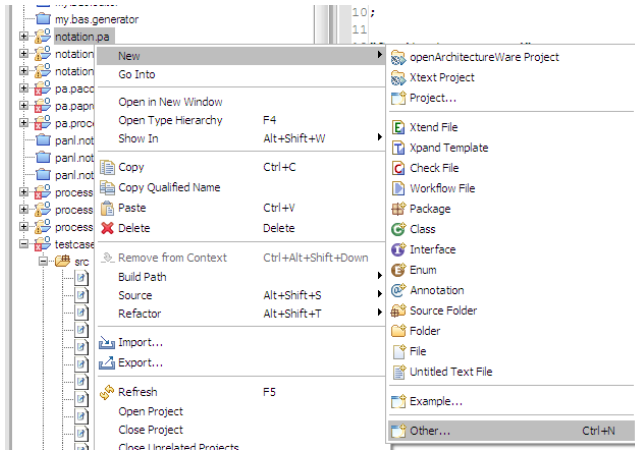 my.bas.generator
notation.pa
notation
notation
pa.pacc
pa.papro
pa.proc
panl.not
panl.not
panl.not
process
process
process
testcase
src
New
Go Into
Open in New Window
Open Type Hierarchy F4
Show In Alt+Shift+W
Copy Ctrl+C
Copy Qualified Name
Paste Ctrl+V
Delete Delete
Remove from Context Ctrl+Alt+Shift+Down
Build Path
Source Alt+Shift+S
Refactor Alt+Shift+T
Import...
Export...
Refresh F5
Open Project
Close Project
Close Unrelated Projects
10;
11
openArchitectureWare Project
Xtext Project
Project...
Xtend File
Xpand Template
Check File
Workflow File
Package
Class
Interface
Enum
Annotation
Source Folder
Folder
File
Untitled Text File
Example...
Other... Ctrl+N